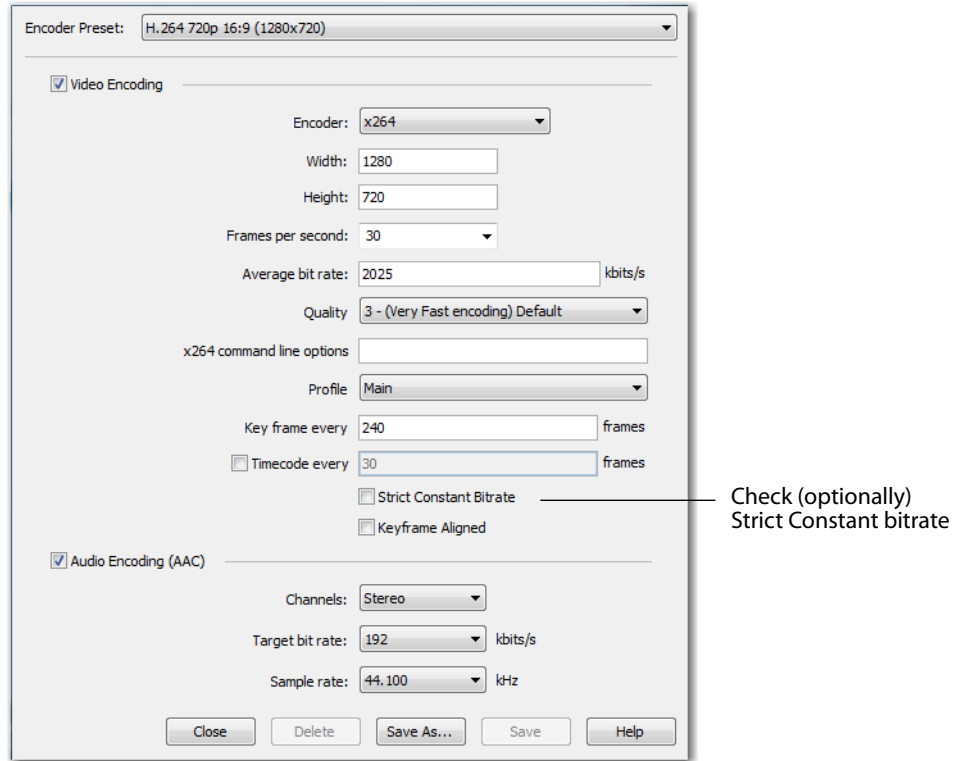 Encoder Preset: H.264 720p 16:9 (1280x720)
Video Encoding
Encoder: x264
Width: 1280
Height: 720
Frames per second: 30
Average bit rate: 2025 kbits/s
Quality 3 - (Very Fast encoding) Default
x264 command line options
Profile Main
Key frame every 240 frames
Timecode every 30 frames
Strict Constant Bitrate
Check (optionally)
Strict Constant bitrate
Keyframe Aligned
Audio Encoding (AAC)
Channels: Stereo
Target bit rate: 192 kbits/s
Sample rate: 44.100 kHz
Close Delete Save As... Save Help